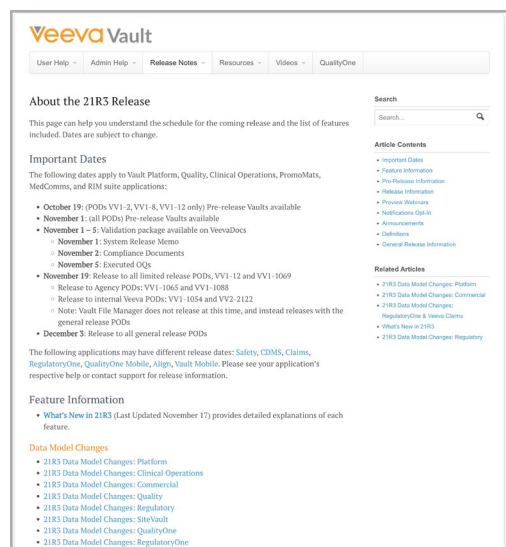 Veeva Vault
User Help
Admin Help
Release Notes
Resources
Videos
QualityOne
About the 21R3 Release
This page can help you understand the schedule for the coming release and the list of features
included. Dates are subject to change.
Important Dates
The following dates apply to Vault Platform, Quality, Clinical Operations, PromoMats,
MedComms, and RIM suite applications:
• October 19: (PODs VV1-2, VV1-8, VV1-12 only) Pre-release Vaults available
• November 1: (all PODs) Pre-release Vaults available
• November 1 – 5: Validation package available on VeevaDocs
○ November 1: System Release Memo
○ November 2: Compliance Documents
○ November 5: Executed OQs
• November 19: Release to all limited release PODs, VV1-12 and VV1-1069
○ Release to Agency PODs: VV1-1065 and VV1-1088
○ Release to internal Veeva PODs: VV1-1054 and VV2-2122
○ Note: Vault File Manager does not release at this time, and instead releases with the
general release PODs
• December 3: Release to all general release PODs
The following applications may have different release dates: Safety, CDMS, Claims,
RegulatoryOne, QualityOne Mobile, Align, Vault Mobile. Please see your application's
respective help or contact support for release information.
Feature Information
• What's New in 21R3 (Last Updated November 17) provides detailed explanations of each
feature.
Data Model Changes
• 21R3 Data Model Changes: Platform
• 21R3 Data Model Changes: Clinical Operations
• 21R3 Data Model Changes: Commercial
• 21R3 Data Model Changes: Quality
• 21R3 Data Model Changes: Regulatory
• 21R3 Data Model Changes: SiteVault
• 21R3 Data Model Changes: QualityOne
• 21R3 Data Model Changes: RegulatoryOne
Search
Search...
Article Contents
• Important Dates
• Feature Information
• Pre-Release Information
• Release Information
• Preview Webinars
• Notifications Opt-In
• Announcements
• Definitions
• General Release Information
Related Articles
• 21R3 Data Model Changes: Platform
• 21R3 Data Model Changes: Commercial
• 21R3 Data Model Changes:
RegulatoryOne & Veeva Claims
• What's New in 21R3
• 21R3 Data Model Changes: Regulatory